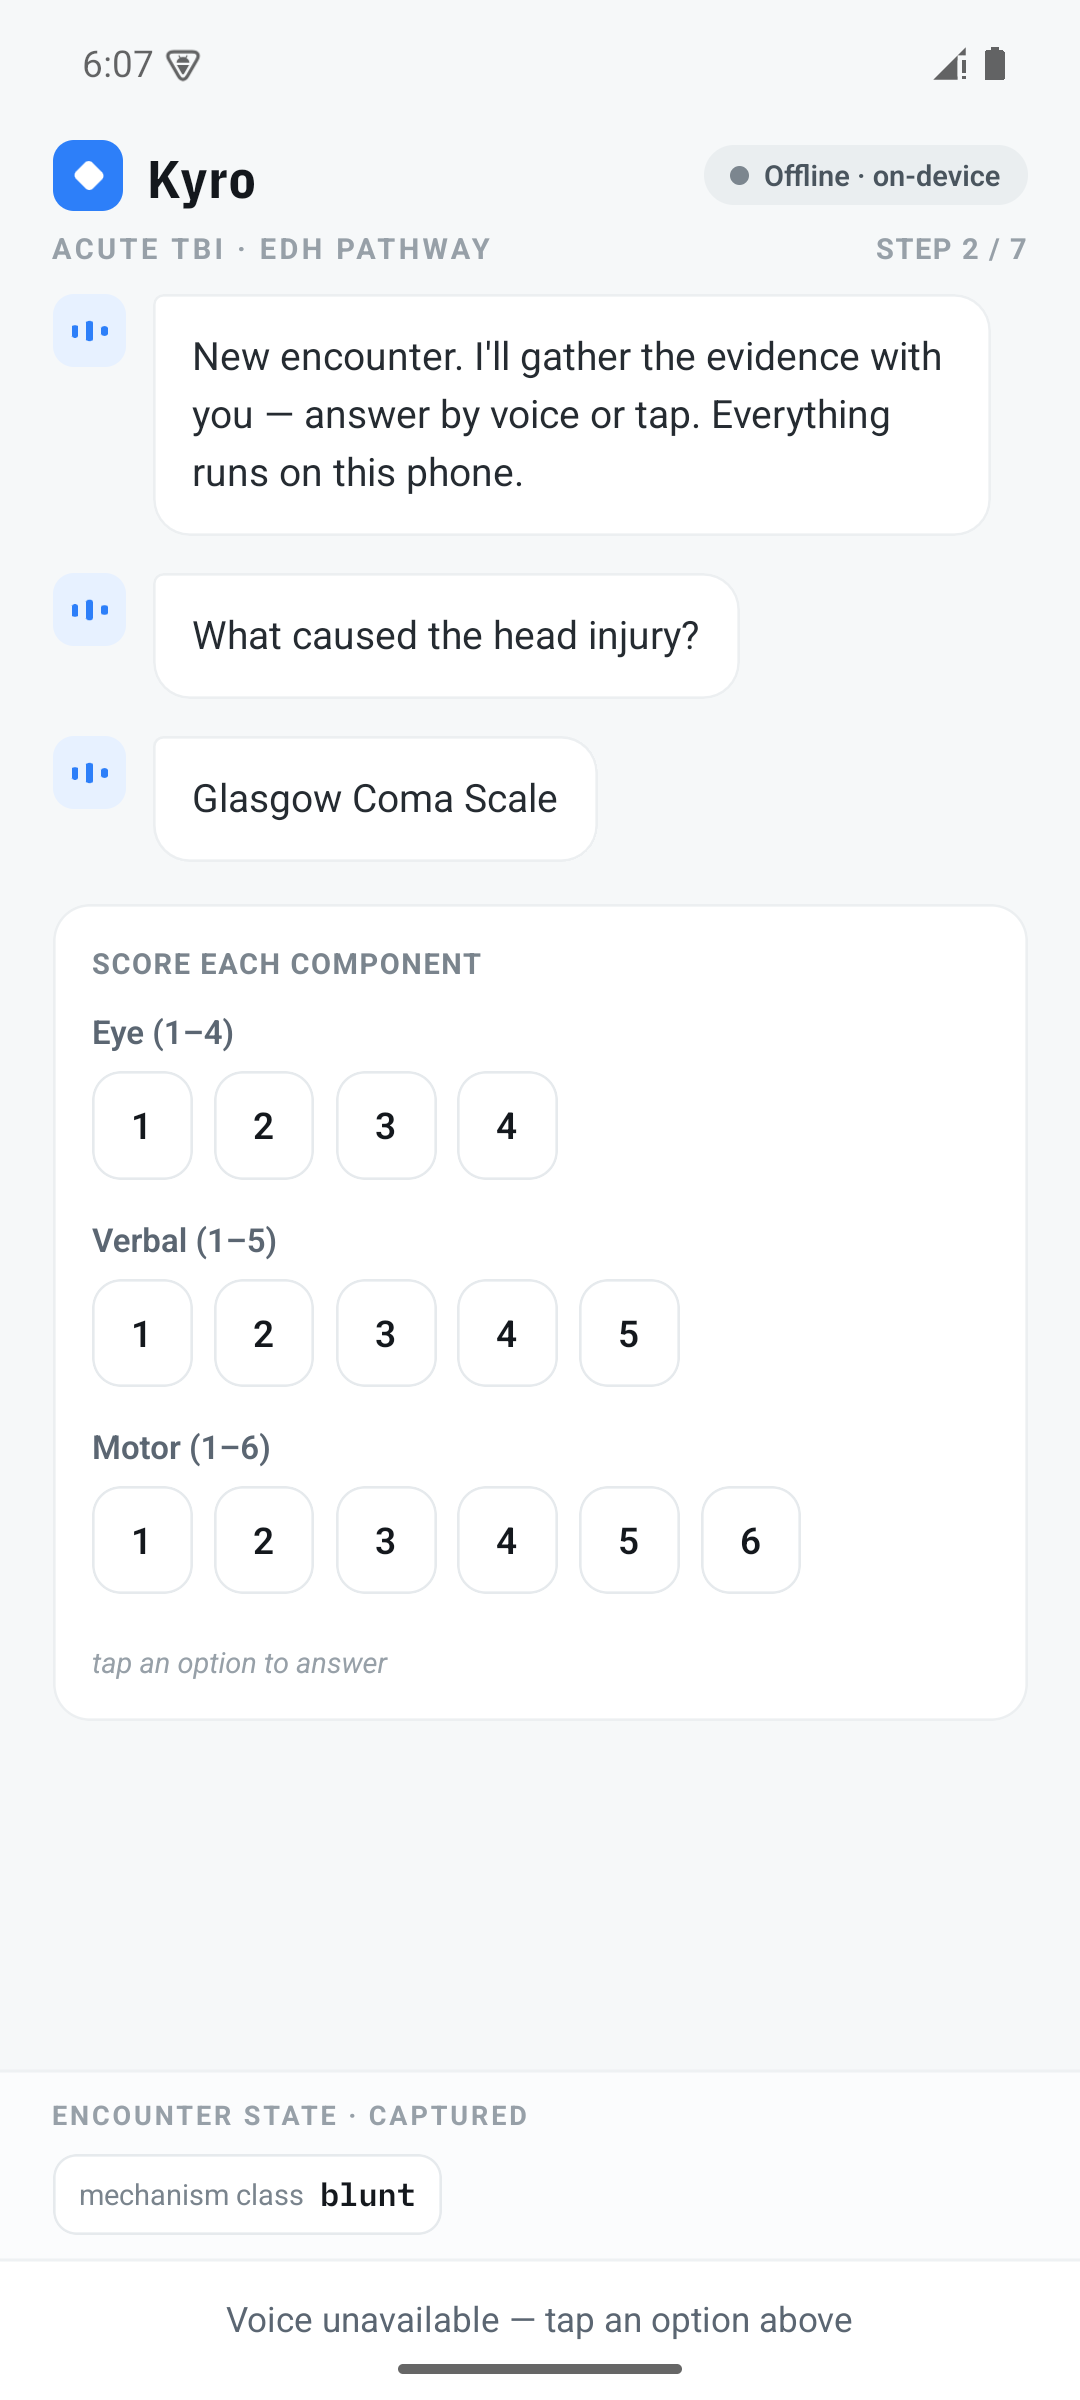 6:07
Kyro
Offline · on-device
ACUTE TBI · EDH PATHWAY
STEP 2 / 7
New encounter. I'll gather the evidence with
you — answer by voice or tap. Everything
runs on this phone.
What caused the head injury?
Glasgow Coma Scale
SCORE EACH COMPONENT
Eye (1–4)
1 2 3 4
Verbal (1–5)
1 2 3 4 5
Motor (1–6)
1 2 3 4 5 6
tap an option to answer
ENCOUNTER STATE · CAPTURED
mechanism class blunt
Voice unavailable — tap an option above